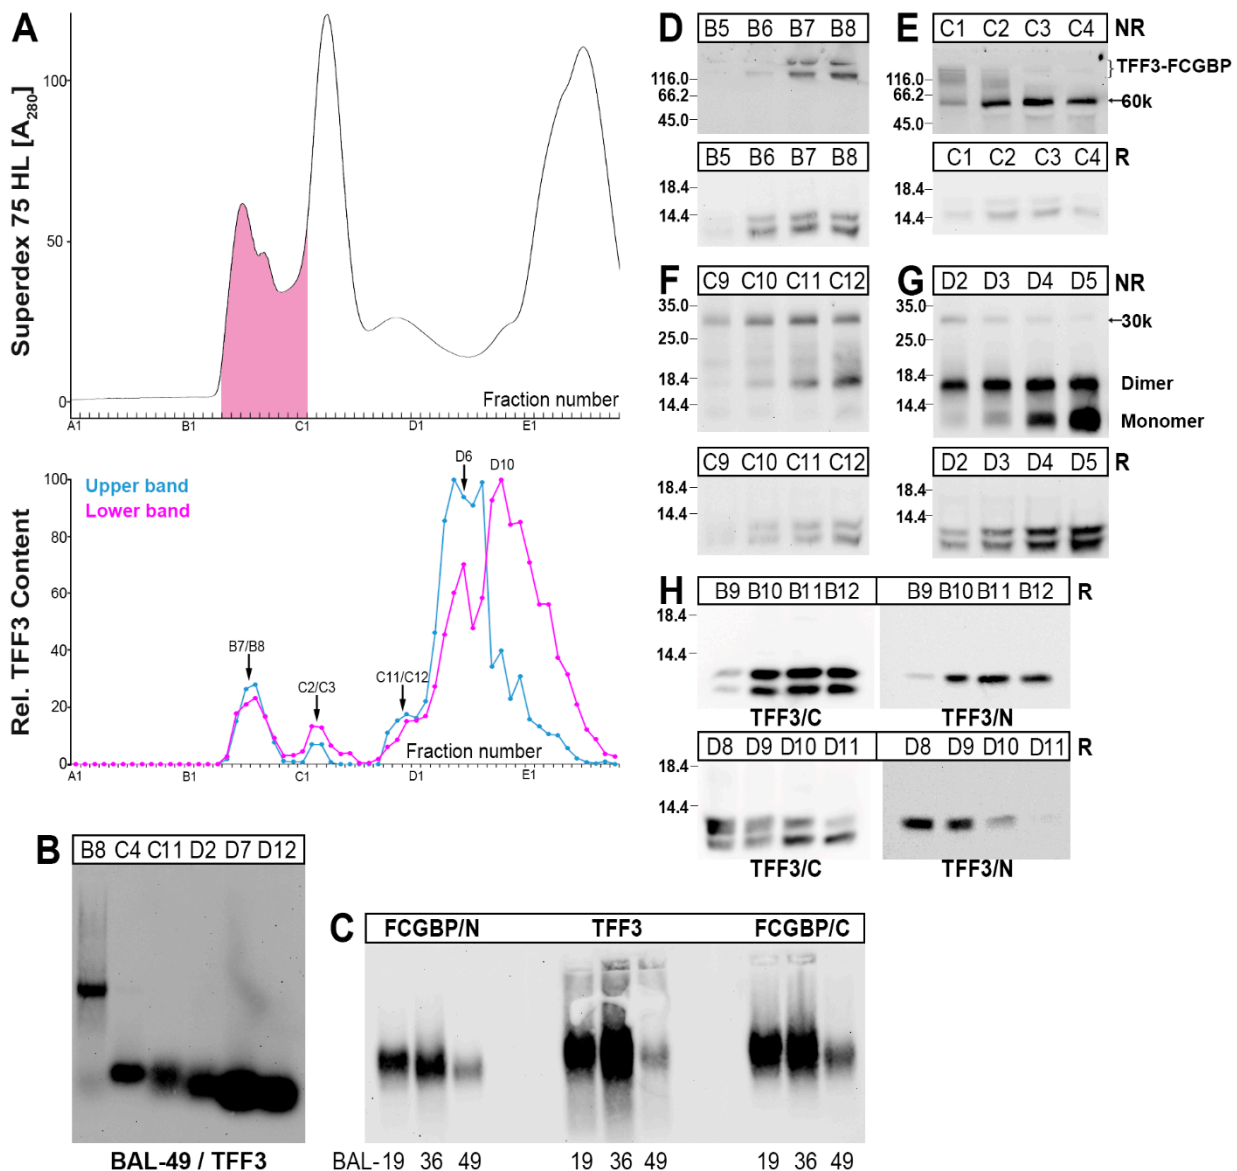 A
Superdex 75 HL [A280]
100
50
0
Fraction number
A1 B1 C1 D1 E1
Rel. TFF3 Content
Upper band
Lower band
100
80
60
40
20
0
B7/B8
C2/C3
C11/C12
D6
D10
Fraction number
A1 B1 C1 D1 E1
B
B8 C4 C11 D2 D7 D12
BAL-49 / TFF3
C
FCGBP/N TFF3 FCGBP/C
BAL-19 36 49 19 36 49 19 36 49
D
B5 B6 B7 B8
116.0
66.2
45.0
B5 B6 B7 B8
18.4
14.4
E
C1 C2 C3 C4 NR
TFF3-FCGBP
116.0
66.2
60k
45.0
C1 C2 C3 C4 R
18.4
14.4
F
C9 C10 C11 C12
35.0
25.0
18.4
14.4
C9 C10 C11 C12
18.4
14.4
G
D2 D3 D4 D5 NR
35.0
30k
25.0
18.4
Dimer
14.4
Monomer
D2 D3 D4 D5 R
18.4
14.4
H
B9 B10 B11 B12 B9 B10 B11 B12 R
18.4
14.4
TFF3/C TFF3/N
D8 D9 D10 D11 D8 D9 D10 D11 R
18.4
14.4
TFF3/C TFF3/N